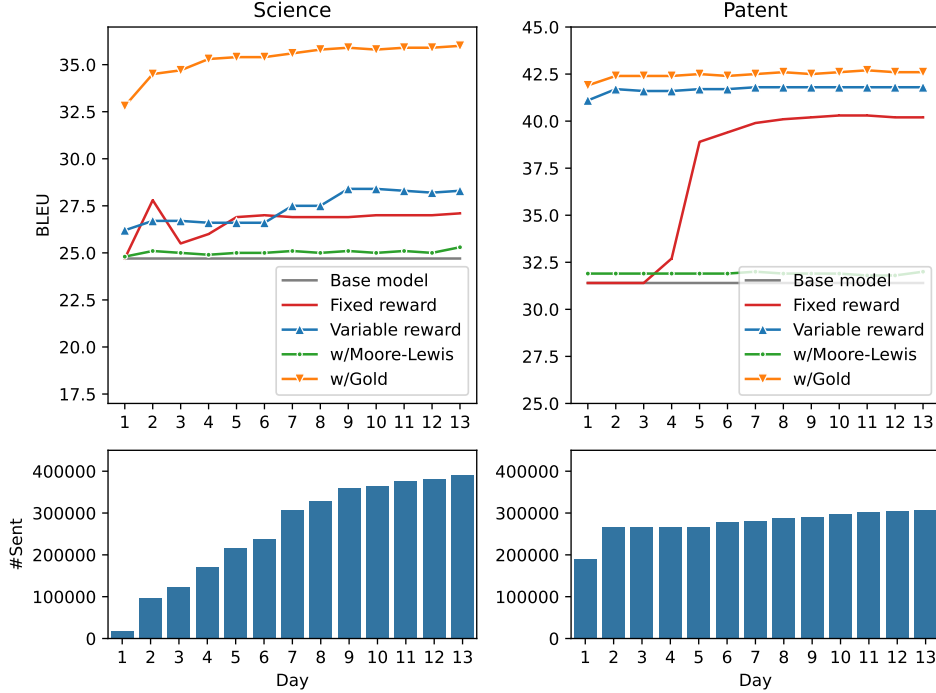 Science
Patent
35.0
32.5
30.0
27.5
25.0
22.5
20.0
17.5
BLEU
Base model
Fixed reward
Variable reward
w/Moore-Lewis
w/Gold
1 2 3 4 5 6 7 8 9 10 11 12 13
45.0
42.5
40.0
37.5
35.0
32.5
30.0
27.5
25.0
Base model
Fixed reward
Variable reward
w/Moore-Lewis
w/Gold
1 2 3 4 5 6 7 8 9 10 11 12 13
400000
300000
200000
100000
0
#Sent
1 2 3 4 5 6 7 8 9 10 11 12 13
Day
400000
300000
200000
100000
0
1 2 3 4 5 6 7 8 9 10 11 12 13
Day